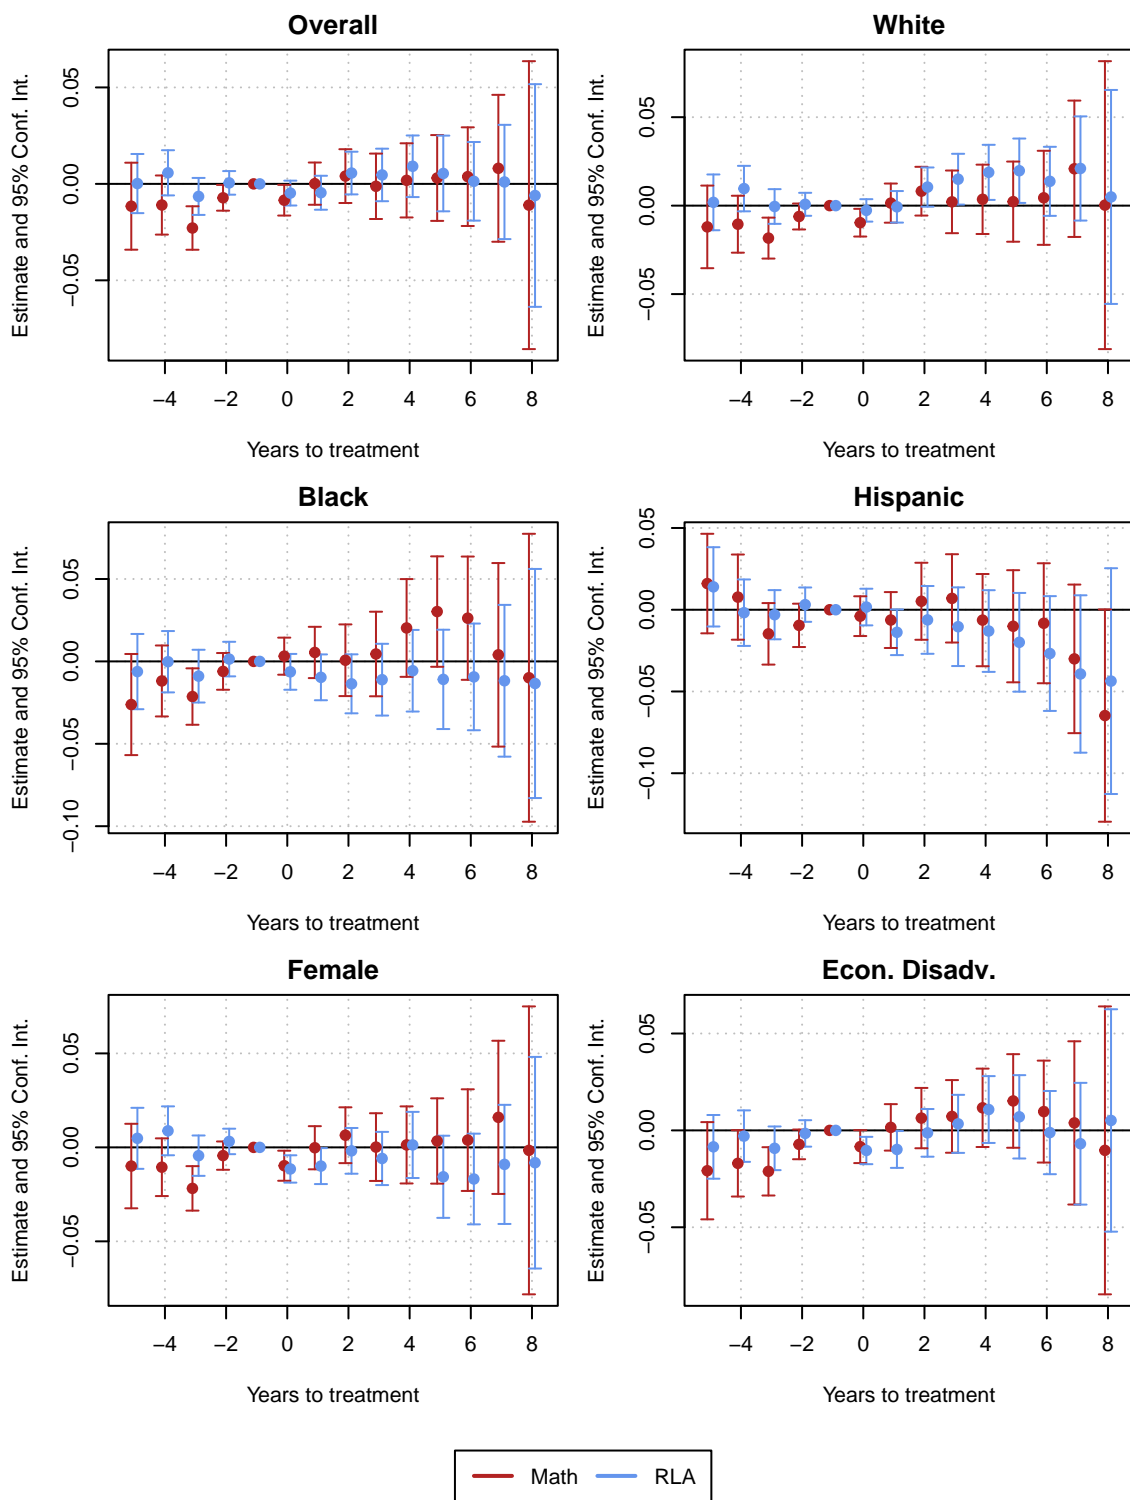 Overall
Estimate and 95% Conf. Int.
0.05
0.00
−0.05
−4 −2 0 2 4 6 8
Years to treatment
White
Estimate and 95% Conf. Int.
0.05
0.00
−0.05
−4 −2 0 2 4 6 8
Years to treatment
Black
Estimate and 95% Conf. Int.
0.05
0.00
−0.05
−0.10
−4 −2 0 2 4 6 8
Years to treatment
Hispanic
Estimate and 95% Conf. Int.
0.05
0.00
−0.05
−0.10
−4 −2 0 2 4 6 8
Years to treatment
Female
Estimate and 95% Conf. Int.
0.05
0.00
−0.05
−4 −2 0 2 4 6 8
Years to treatment
Econ. Disadv.
Estimate and 95% Conf. Int.
0.05
0.00
−0.05
−4 −2 0 2 4 6 8
Years to treatment
Math RLA